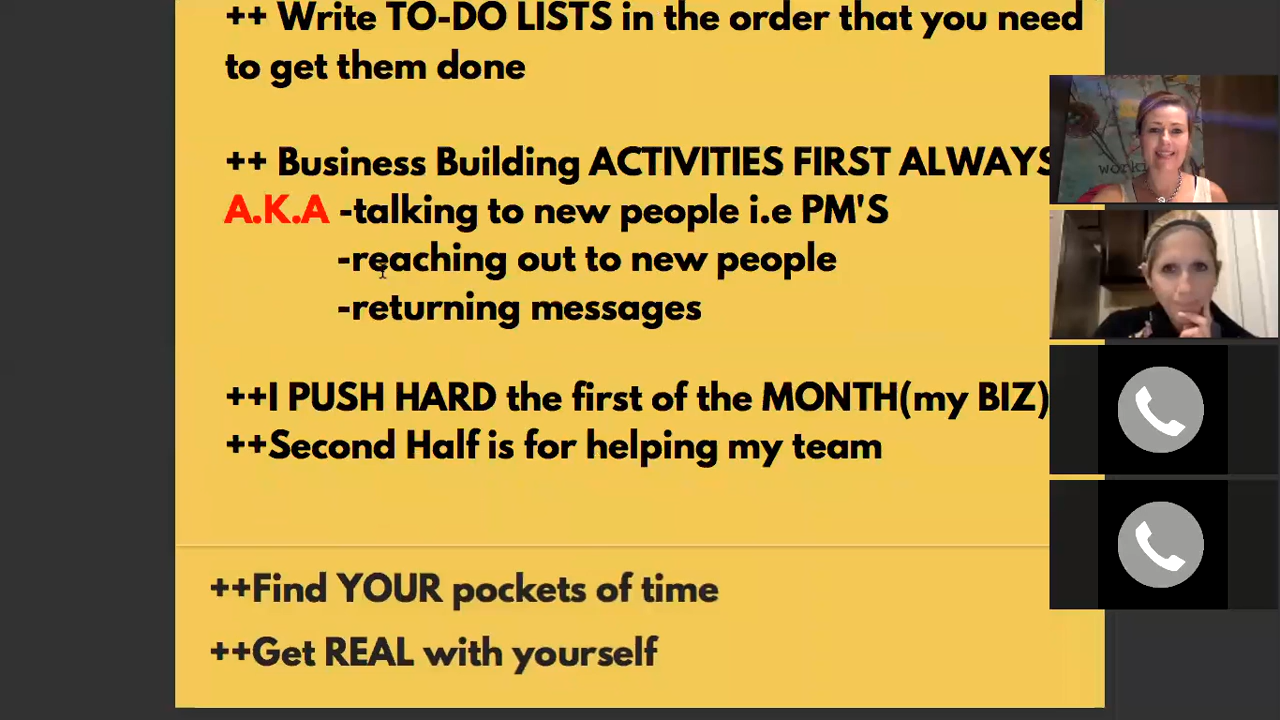 ++ Write TO-DO LISTS in the order that you need
to get them done
++ Business Building ACTIVITIES FIRST ALWAYS
A.K.A -talking to new people i.e PM'S
-reaching out to new people
-returning messages
++I PUSH HARD the first of the MONTH(my BIZ)
++Second Half is for helping my team
++Find YOUR pockets of time
++Get REAL with yourself